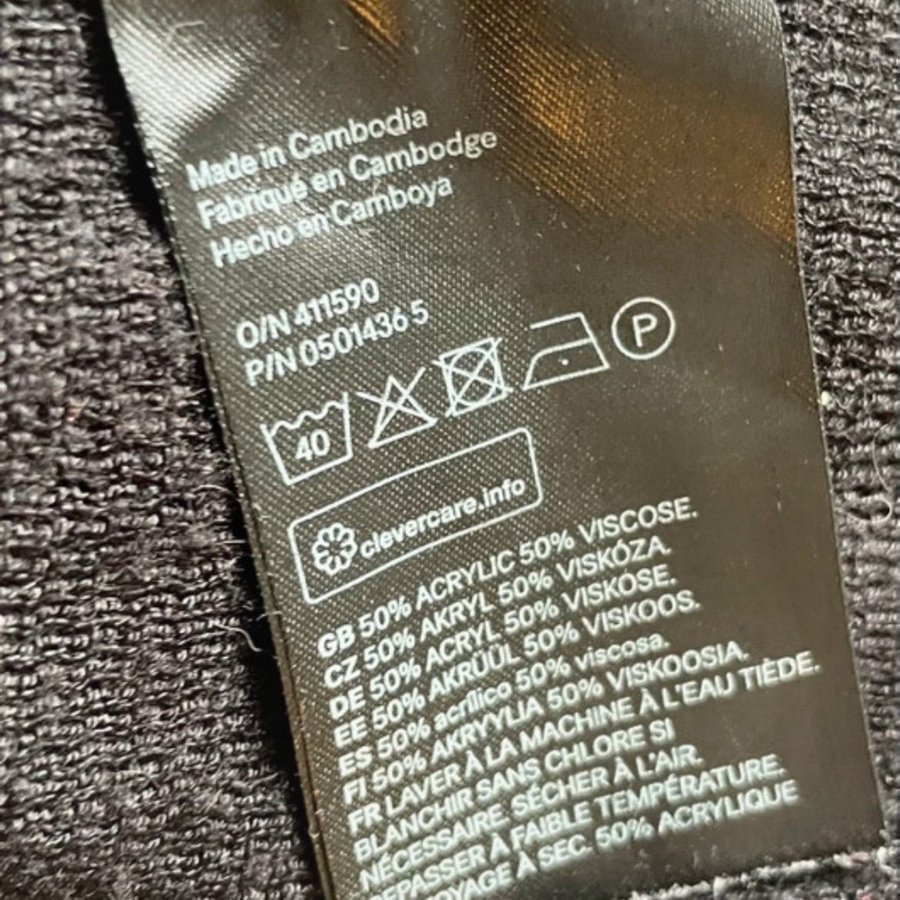 Made in Cambodia
Fabriqué en Cambodge
Hecho en Camboya
O/N 411590
P/N 0501436 5
40 P
clevercare.info
GB 50% ACRYLIC 50% VISCOSE.
CZ 50% AKRYL 50% VISKÓZA.
DE 50% ACRYL 50% VISKOSE.
EE 50% AKRÜÜL 50% VISKOOS.
ES 50% acrílico 50% viscosa.
FI 50% AKRYYLIA 50% VISKOOSIA.
FR LAVER À LA MACHINE À L'EAU TIÈDE.
BLANCHIR SANS CHLORE SI
NÉCESSAIRE. SÉCHER À L'AIR.
REPASSER À FAIBLE TEMPÉRATURE.
À SEC. 50% ACRYLIQUE